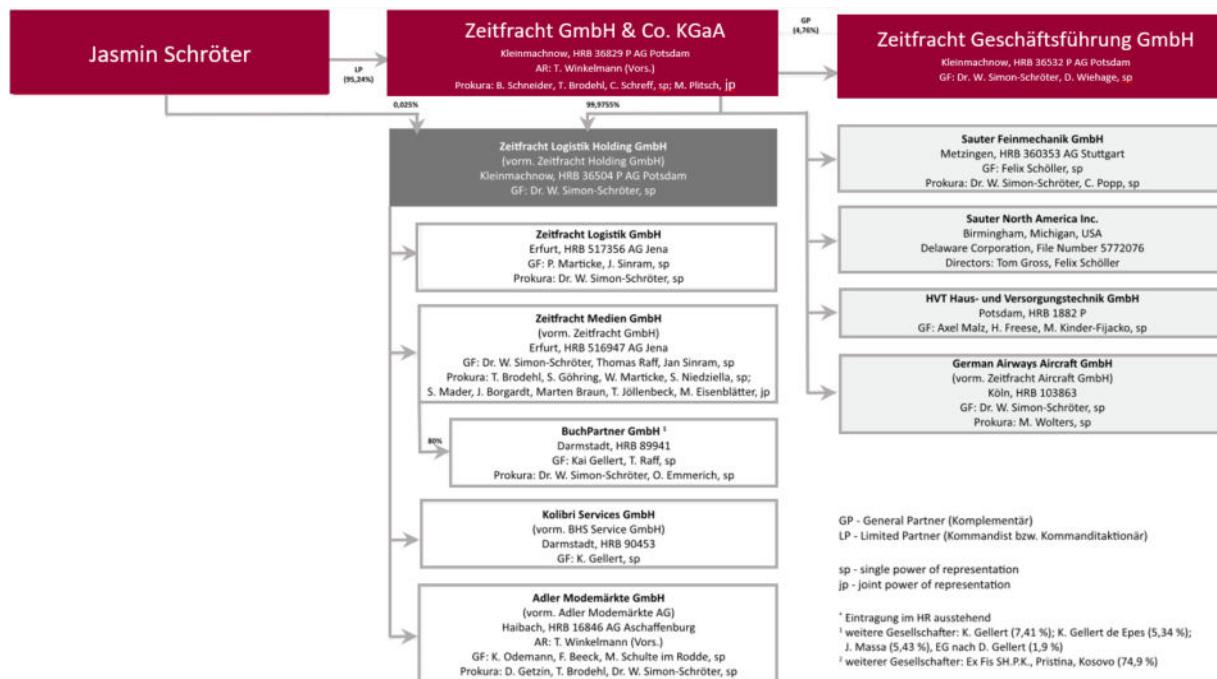 Jasmin Schröter
LP
(95,24%)
Zeitfracht GmbH & Co. KGaA
Kleinmachnow, HRB 36829 P AG Potsdam
AR: T. Winkelmann (Vors.)
Prokura: B. Schneider, T. Brodehl, C. Schreff, sp; M. Plitsch, jp
GP
(4,76%)
Zeitfracht Geschäftsführung GmbH
Kleinmachnow, HRB 36532 P AG Potsdam
GF: Dr. W. Simon-Schröter, D. Wiehage, sp
0,025%
99,9755%
Zeitfracht Logistik Holding GmbH
(vorm. Zeitfracht Holding GmbH)
Kleinmachnow, HRB 36504 P AG Potsdam
GF: Dr. W. Simon-Schröter, sp
Zeitfracht Logistik GmbH
Erfurt, HRB 517356 AG Jena
GF: P. Marticke, J. Sinram, sp
Prokura: Dr. W. Simon-Schröter, sp
Zeitfracht Medien GmbH
(vorm. Zeitfracht GmbH)
Erfurt, HRB 516947 AG Jena
GF: Dr. W. Simon-Schröter, Thomas Raff, Jan Sinram, sp
Prokura: T. Brodehl, S. Göhring, W. Marticke, S. Niedziella, sp;
S. Mader, J. Borgardt, Marten Braun, T. Jöllenbeck, M. Eisenblätter, jp
80%
BuchPartner GmbH ¹
Darmstadt, HRB 89941
GF: Kai Gellert, T. Raff, sp
Prokura: Dr. W. Simon-Schröter, O. Emmerich, sp
Kolibri Services GmbH
(vorm. BHS Service GmbH)
Darmstadt, HRB 90453
GF: K. Gellert, sp
Adler Modemärkte GmbH
(vorm. Adler Modemärkte AG)
Haibach, HRB 16846 AG Aschaffenburg
AR: T. Winkelmann (Vors.)
GF: K. Odemann, F. Beeck, M. Schulte im Rodde, sp
Prokura: D. Getzin, T. Brodehl, Dr. W. Simon-Schröter, sp
Sauter Feinmechanik GmbH
Metzingen, HRB 360353 AG Stuttgart
GF: Felix Schöller, sp
Prokura: Dr. W. Simon-Schröter, C. Popp, sp
Sauter North America Inc.
Birmingham, Michigan, USA
Delaware Corporation, File Number 5772076
Directors: Tom Gross, Felix Schöller
HVT Haus- und Versorgungstechnik GmbH
Potsdam, HRB 1882 P
GF: Axel Malz, H. Freese, M. Kinder-Fijacko, sp
German Airways Aircraft GmbH
(vorm. Zeitfracht Aircraft GmbH)
Köln, HRB 103863
GF: Dr. W. Simon-Schröter, sp
Prokura: M. Wolters, sp
GP - General Partner (Komplementär)
LP - Limited Partner (Kommandist bzw. Kommanditaktionär)
sp - single power of representation
jp - joint power of representation
* Eintragung im HR ausstehend
¹ weitere Gesellschafter: K. Gellert (7,41 %); K. Gellert de Epes (5,34 %);
J. Massa (5,43 %), EG nach D. Gellert (1,9 %)
² weiterer Gesellschafter: Ex Fis SH.P.K., Pristina, Kosovo (74,9 %)